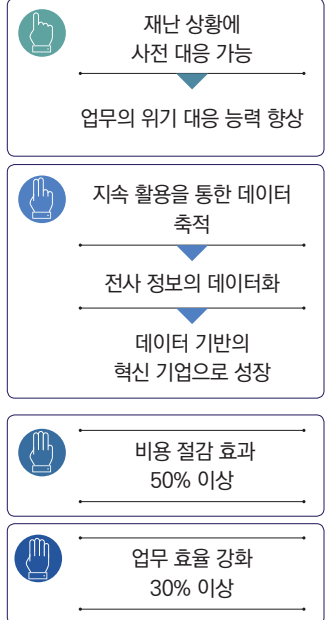 재난 상황에
사전 대응 가능
업무의 위기 대응 능력 향상
지속 활용을 통한 데이터
축적
전사 정보의 데이터화
데이터 기반의
혁신 기업으로 성장
비용 절감 효과
50% 이상
업무 효율 강화
30% 이상